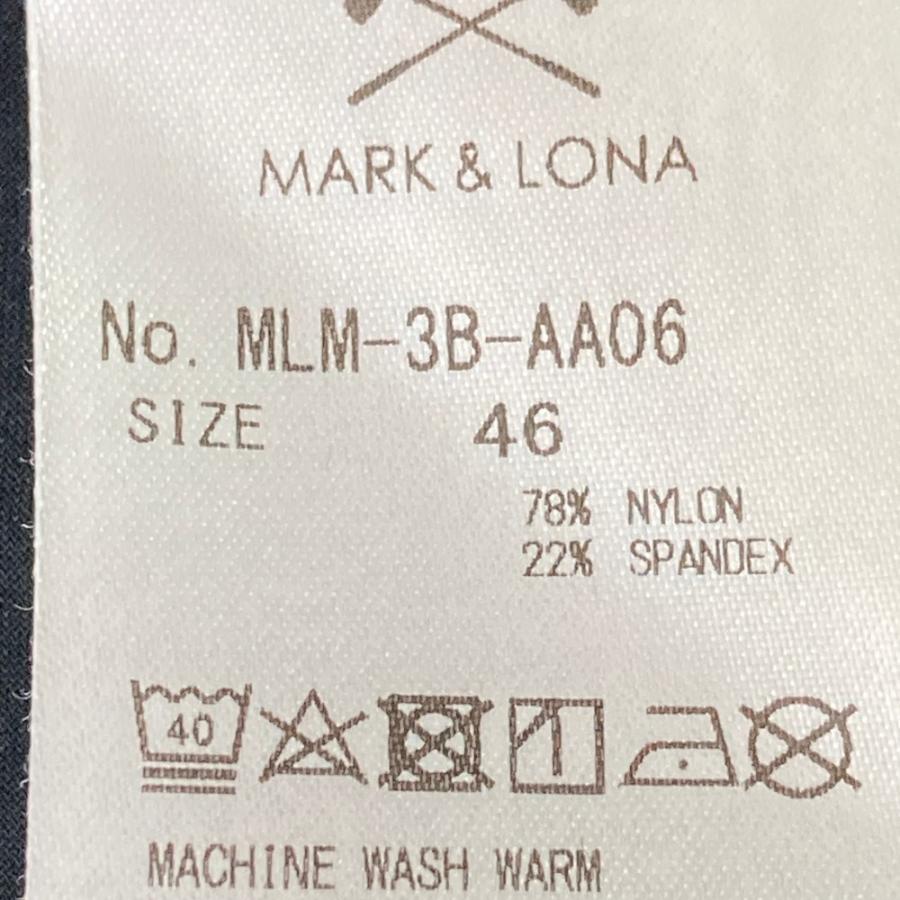 MARK & LONA
No. MLM-3B-AA06
SIZE 46
78% NYLON
22% SPANDEX
40
MACHINE WASH WARM